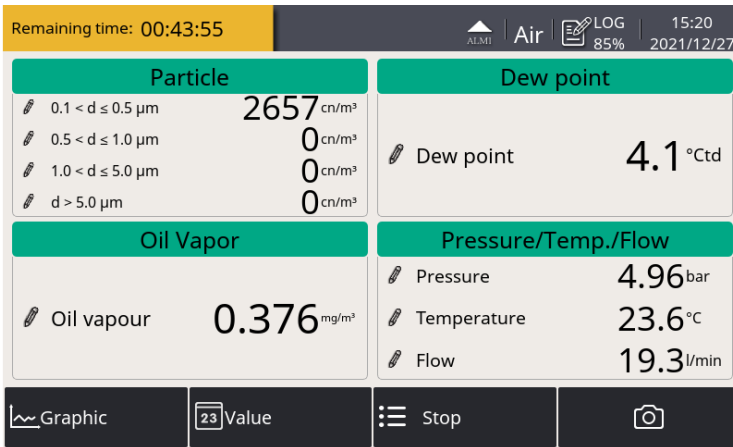 Remaining time: 00:43:55
ALMI
Air
LOG
85%
15:20
2021/12/27
Particle
0.1 < d ≤ 0.5 µm 2657 cn/m³
0.5 < d ≤ 1.0 µm 0 cn/m³
1.0 < d ≤ 5.0 µm 0 cn/m³
d > 5.0 µm 0 cn/m³
Dew point
Dew point 4.1 °Ctd
Oil Vapor
Oil vapour 0.376 mg/m³
Pressure/Temp./Flow
Pressure 4.96 bar
Temperature 23.6 °C
Flow 19.3 l/min
Graphic
23 Value
Stop